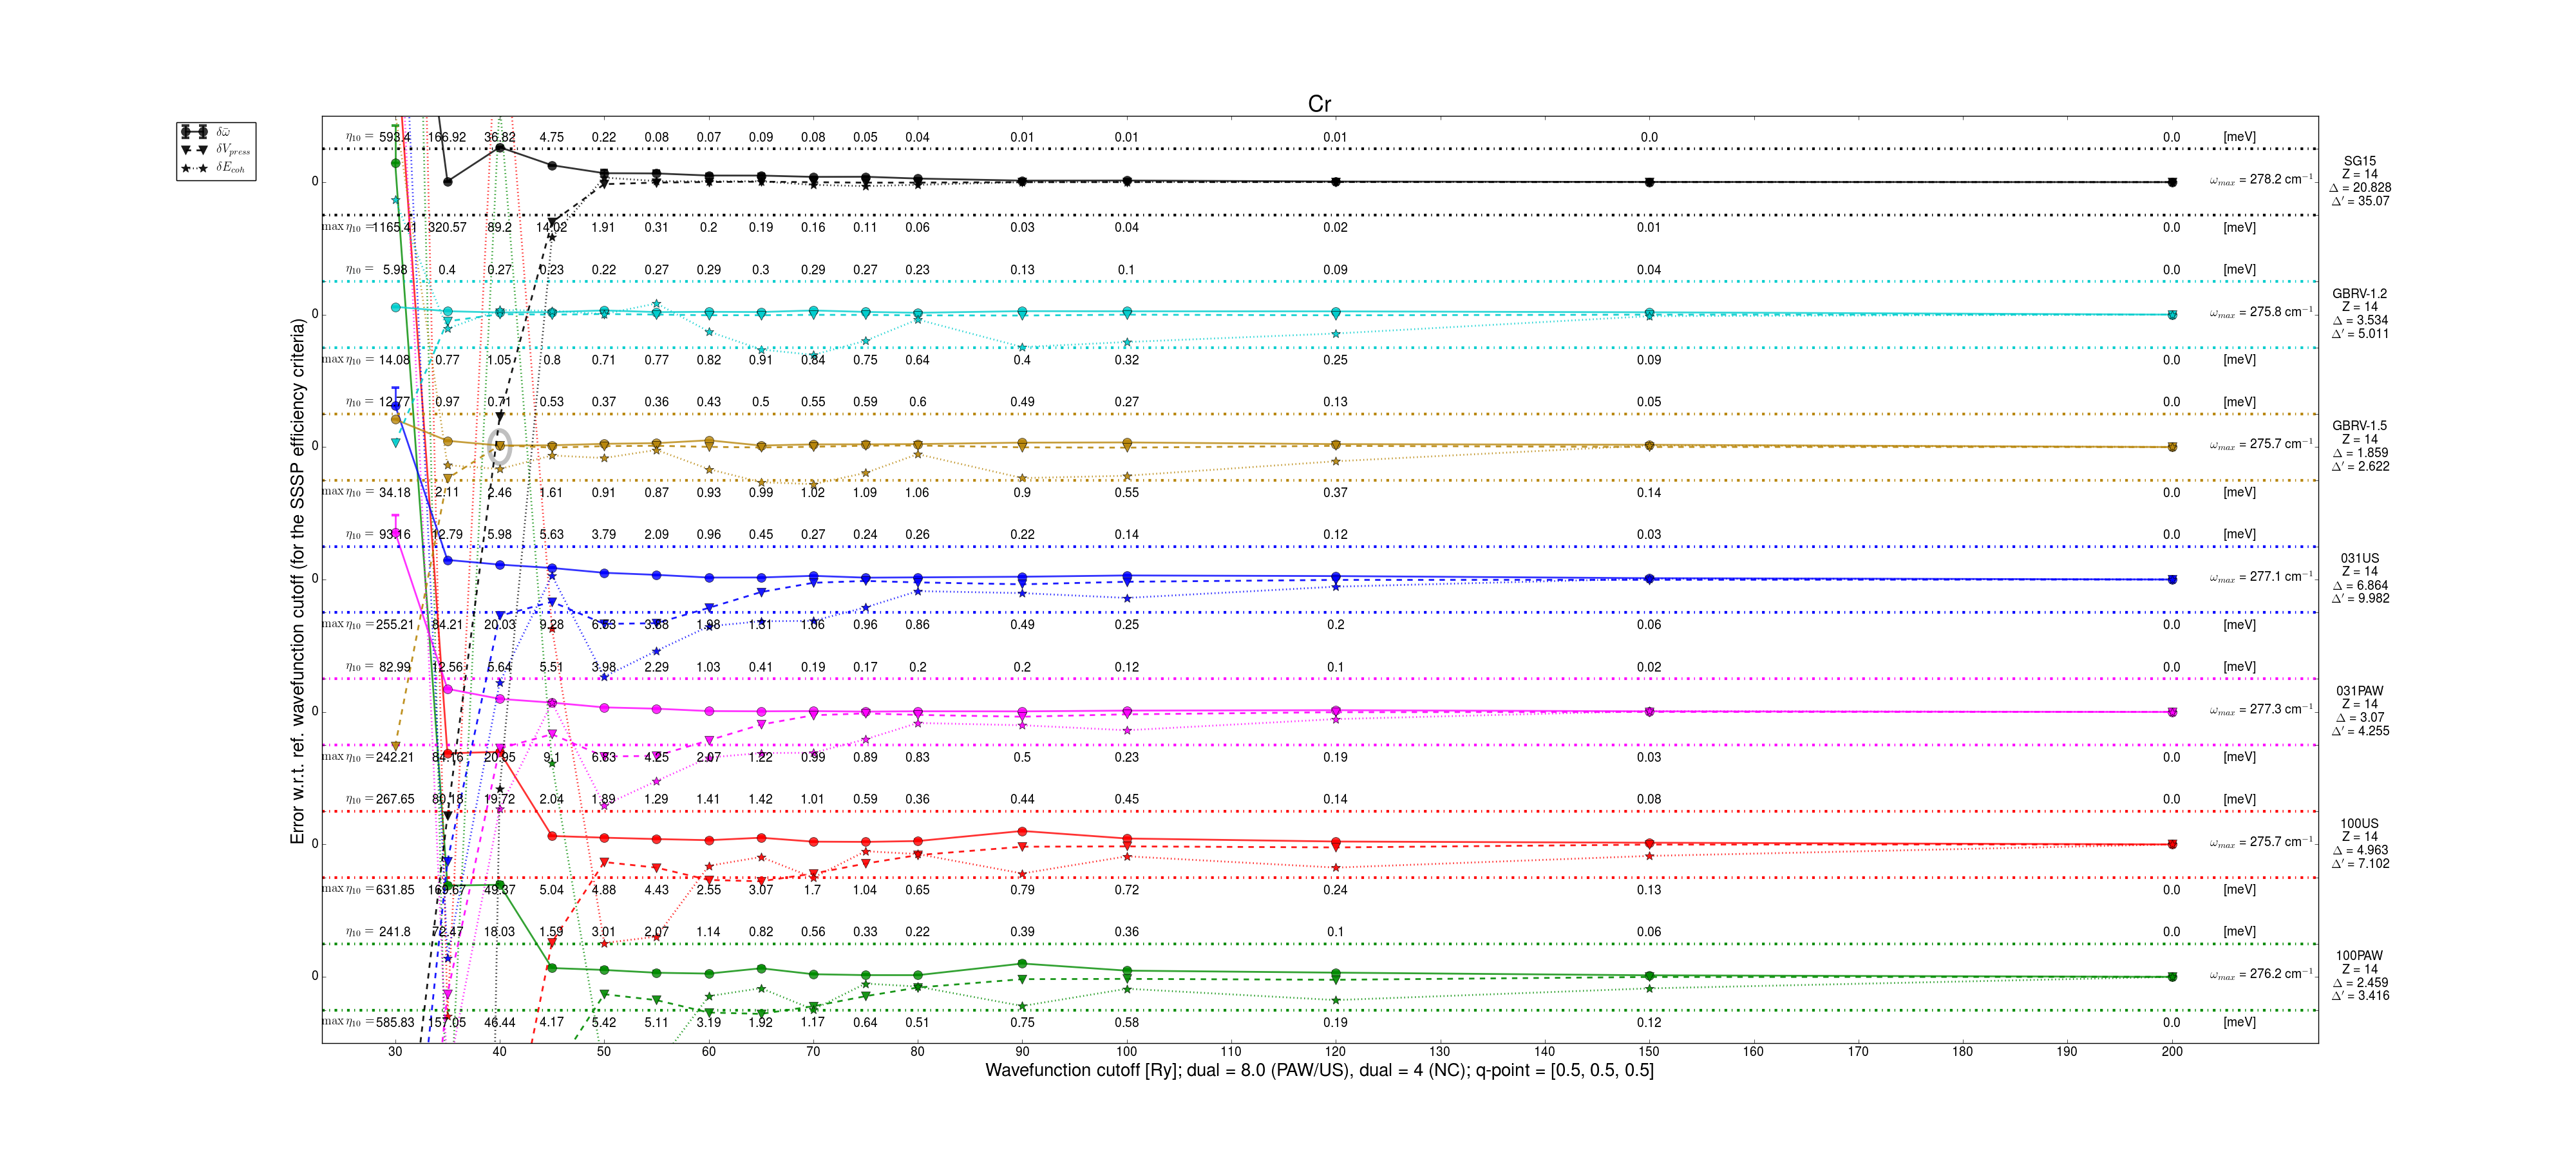 Cr
δω̄
δV_press
δE_coh
Error w.r.t. ref. wavefunction cutoff (for the SSSP efficiency criteria)
η10 = 593.4 166.92 36.82 4.75 0.22 0.08 0.07 0.09 0.08 0.05 0.04 0.01 0.01 0.01 0.0 0.0 [meV]
0 ω_max = 278.2 cm−1
SG15
Z = 14
Δ = 20.828
Δ′ = 35.07
max η10 = 1165.41 320.57 89.2 14.02 1.91 0.31 0.2 0.19 0.16 0.11 0.06 0.03 0.04 0.02 0.01 0.0 [meV]
η10 = 5.98 0.4 0.27 0.23 0.22 0.27 0.29 0.3 0.29 0.27 0.23 0.13 0.1 0.09 0.04 0.0 [meV]
0 ω_max = 275.8 cm−1
GBRV-1.2
Z = 14
Δ = 3.534
Δ′ = 5.011
max η10 = 14.08 0.77 1.05 0.8 0.71 0.77 0.82 0.91 0.84 0.75 0.64 0.4 0.32 0.25 0.09 0.0 [meV]
η10 = 12.77 0.97 0.71 0.53 0.37 0.36 0.43 0.5 0.55 0.59 0.6 0.49 0.27 0.13 0.05 0.0 [meV]
0 ω_max = 275.7 cm−1
GBRV-1.5
Z = 14
Δ = 1.859
Δ′ = 2.622
max η10 = 34.18 2.11 2.46 1.61 0.91 0.87 0.93 0.99 1.02 1.09 1.06 0.9 0.55 0.37 0.14 0.0 [meV]
η10 = 93.16 12.79 5.98 5.63 3.79 2.09 0.96 0.45 0.27 0.24 0.26 0.22 0.14 0.12 0.03 0.0 [meV]
0 ω_max = 277.1 cm−1
031US
Z = 14
Δ = 6.864
Δ′ = 9.982
max η10 = 255.21 84.21 20.03 9.28 6.63 3.88 1.98 1.31 1.06 0.96 0.86 0.49 0.25 0.2 0.06 0.0 [meV]
η10 = 82.99 12.56 5.64 5.51 3.98 2.29 1.03 0.41 0.19 0.17 0.2 0.2 0.12 0.1 0.02 0.0 [meV]
0 ω_max = 277.3 cm−1
031PAW
Z = 14
Δ = 3.07
Δ′ = 4.255
max η10 = 242.21 84.16 20.95 9.1 6.83 4.25 2.07 1.22 0.99 0.89 0.83 0.5 0.23 0.19 0.03 0.0 [meV]
η10 = 267.65 80.18 19.72 2.04 1.89 1.29 1.41 1.42 1.01 0.59 0.36 0.44 0.45 0.14 0.08 0.0 [meV]
0 ω_max = 275.7 cm−1
100US
Z = 14
Δ = 4.963
Δ′ = 7.102
max η10 = 631.85 169.67 49.37 5.04 4.88 4.43 2.55 3.07 1.7 1.04 0.65 0.79 0.72 0.24 0.13 0.0 [meV]
η10 = 241.8 72.47 18.03 1.59 3.01 2.07 1.14 0.82 0.56 0.33 0.22 0.39 0.36 0.1 0.06 0.0 [meV]
0 ω_max = 276.2 cm−1
100PAW
Z = 14
Δ = 2.459
Δ′ = 3.416
max η10 = 585.83 157.05 46.44 4.17 5.42 5.11 3.19 1.92 1.17 0.64 0.51 0.75 0.58 0.19 0.12 0.0 [meV]
30 40 50 60 70 80 90 100 110 120 130 140 150 160 170 180 190 200
Wavefunction cutoff [Ry]; dual = 8.0 (PAW/US), dual = 4 (NC); q-point = [0.5, 0.5, 0.5]